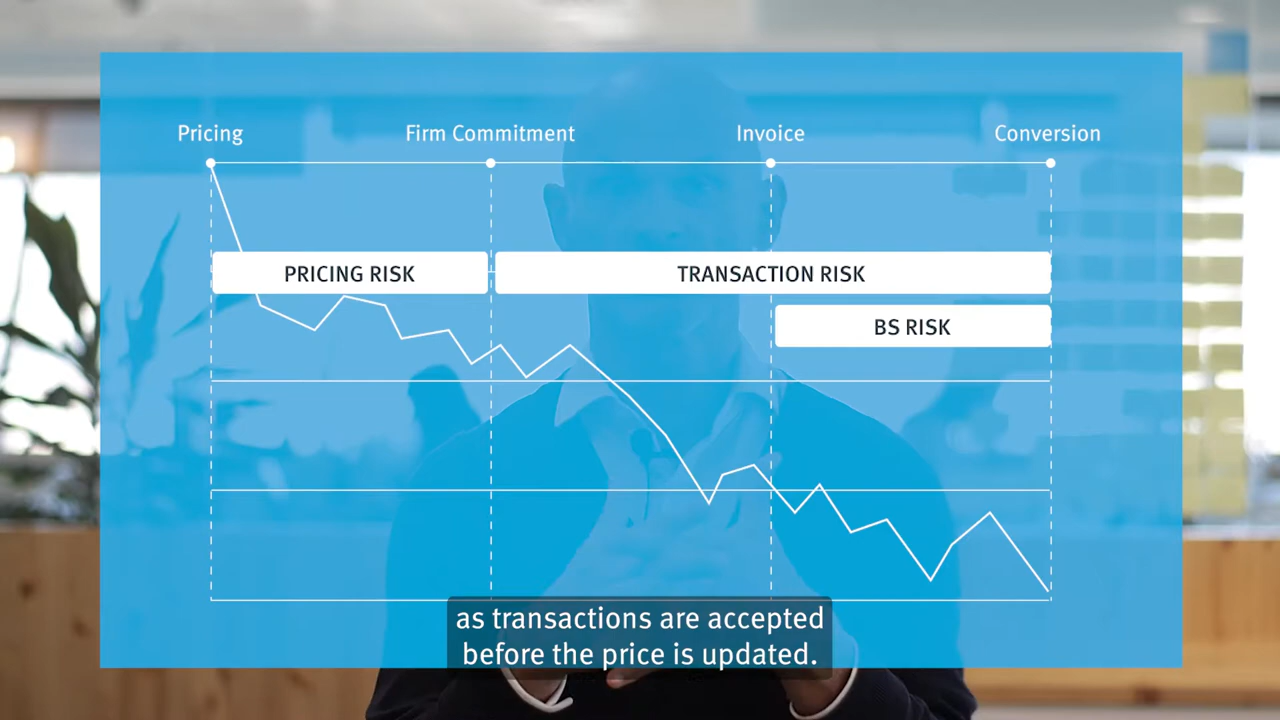 Pricing
Firm Commitment
Invoice
Conversion
PRICING RISK
TRANSACTION RISK
BS RISK
as transactions are accepted
before the price is updated.